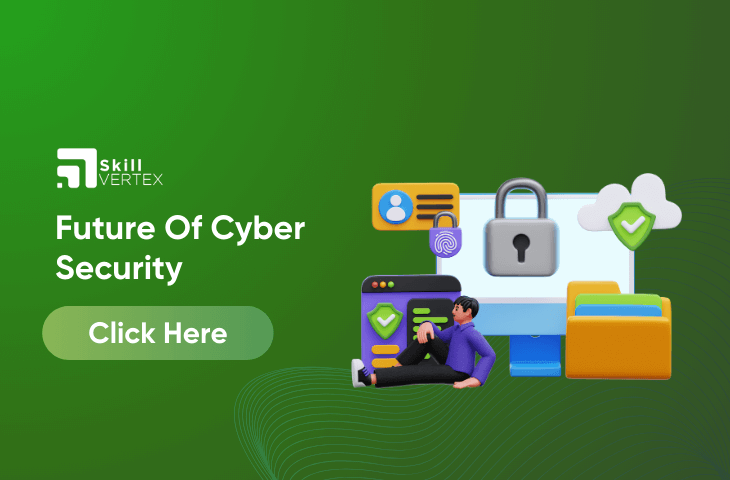 Skill
VERTEX
Future Of Cyber
Security
Click Here